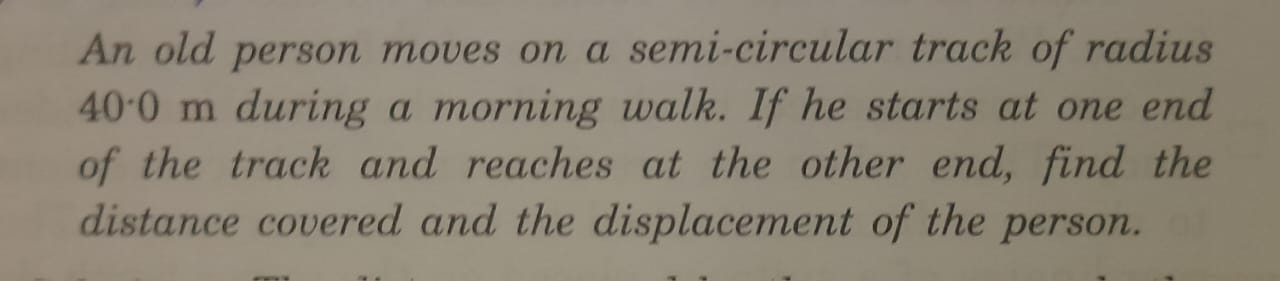 An old person moves on a semi-circular track of radius
40·0 m during a morning walk. If he starts at one end
of the track and reaches at the other end, find the
distance covered and the displacement of the person.